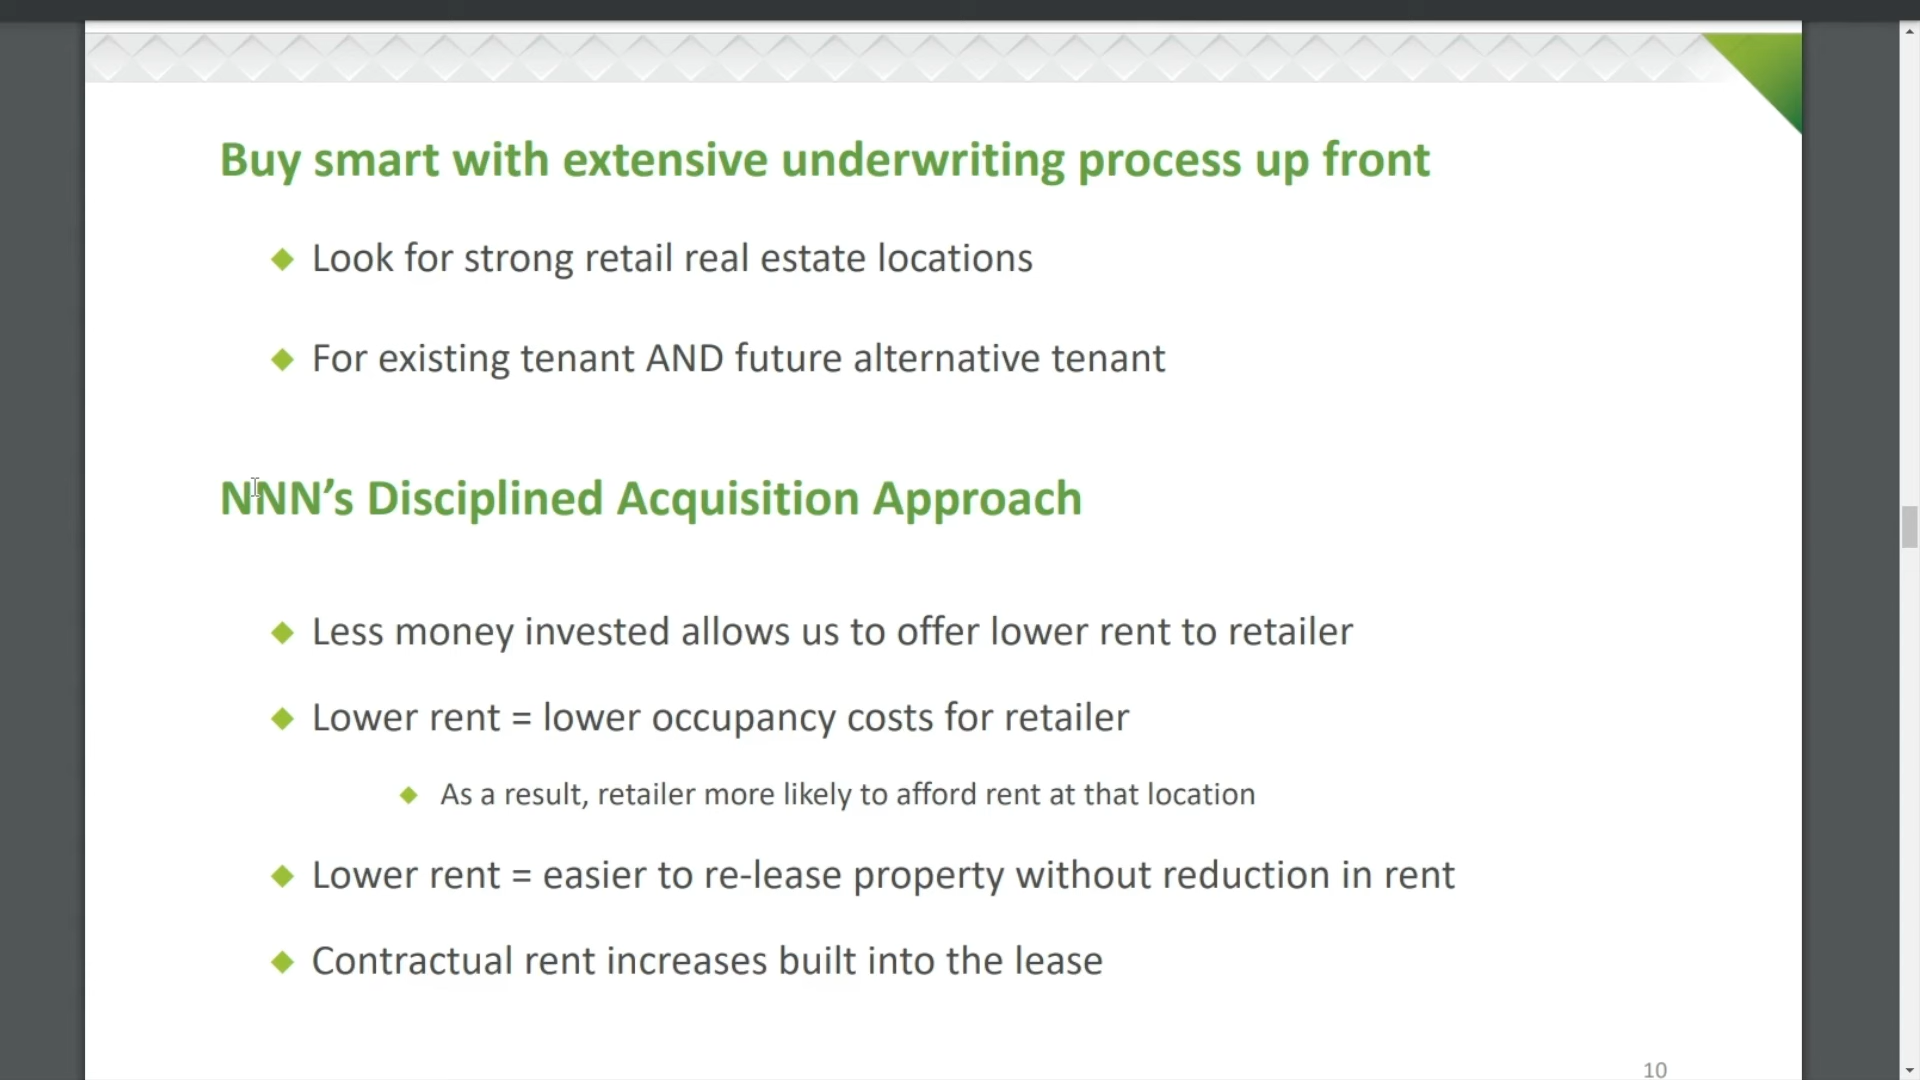 Buy smart with extensive underwriting process up front
Look for strong retail real estate locations
For existing tenant AND future alternative tenant
NNN’s Disciplined Acquisition Approach
Less money invested allows us to offer lower rent to retailer
Lower rent = lower occupancy costs for retailer
As a result, retailer more likely to afford rent at that location
Lower rent = easier to re-lease property without reduction in rent
Contractual rent increases built into the lease
10